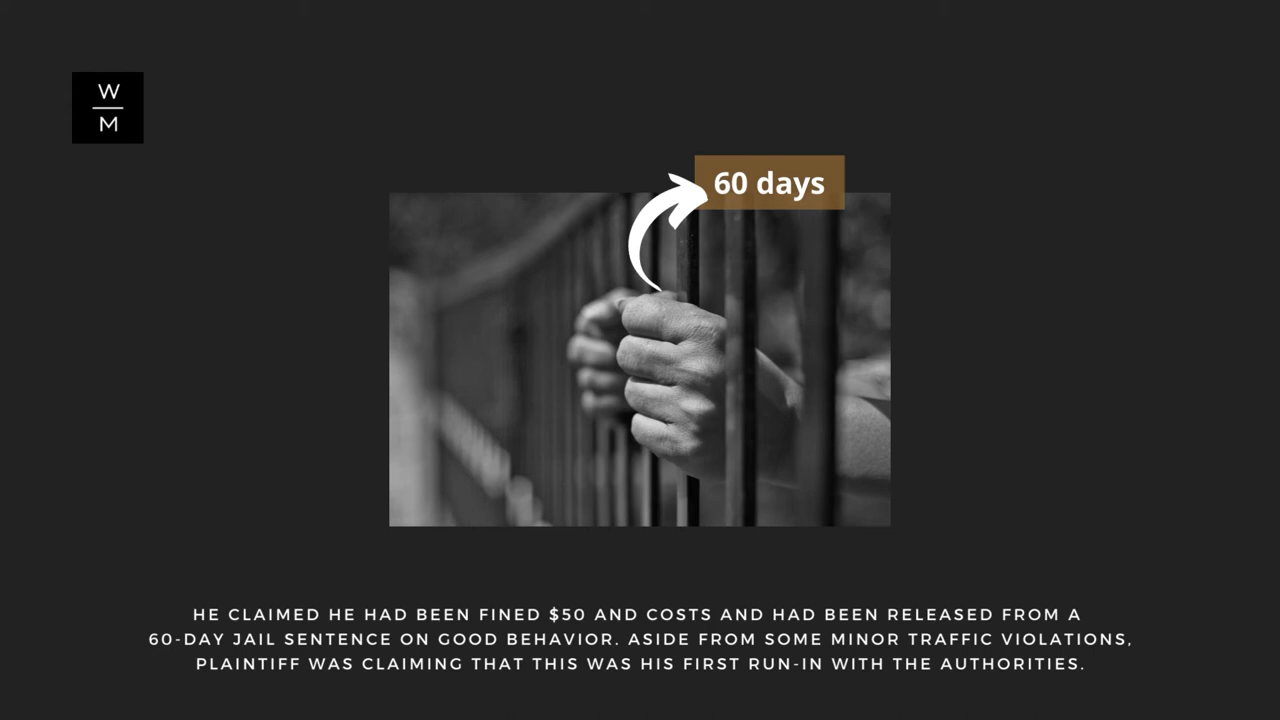 W
M
60 days
HE CLAIMED HE HAD BEEN FINED $50 AND COSTS AND HAD BEEN RELEASED FROM A
60-DAY JAIL SENTENCE ON GOOD BEHAVIOR. ASIDE FROM SOME MINOR TRAFFIC VIOLATIONS,
PLAINTIFF WAS CLAIMING THAT THIS WAS HIS FIRST RUN-IN WITH THE AUTHORITIES.